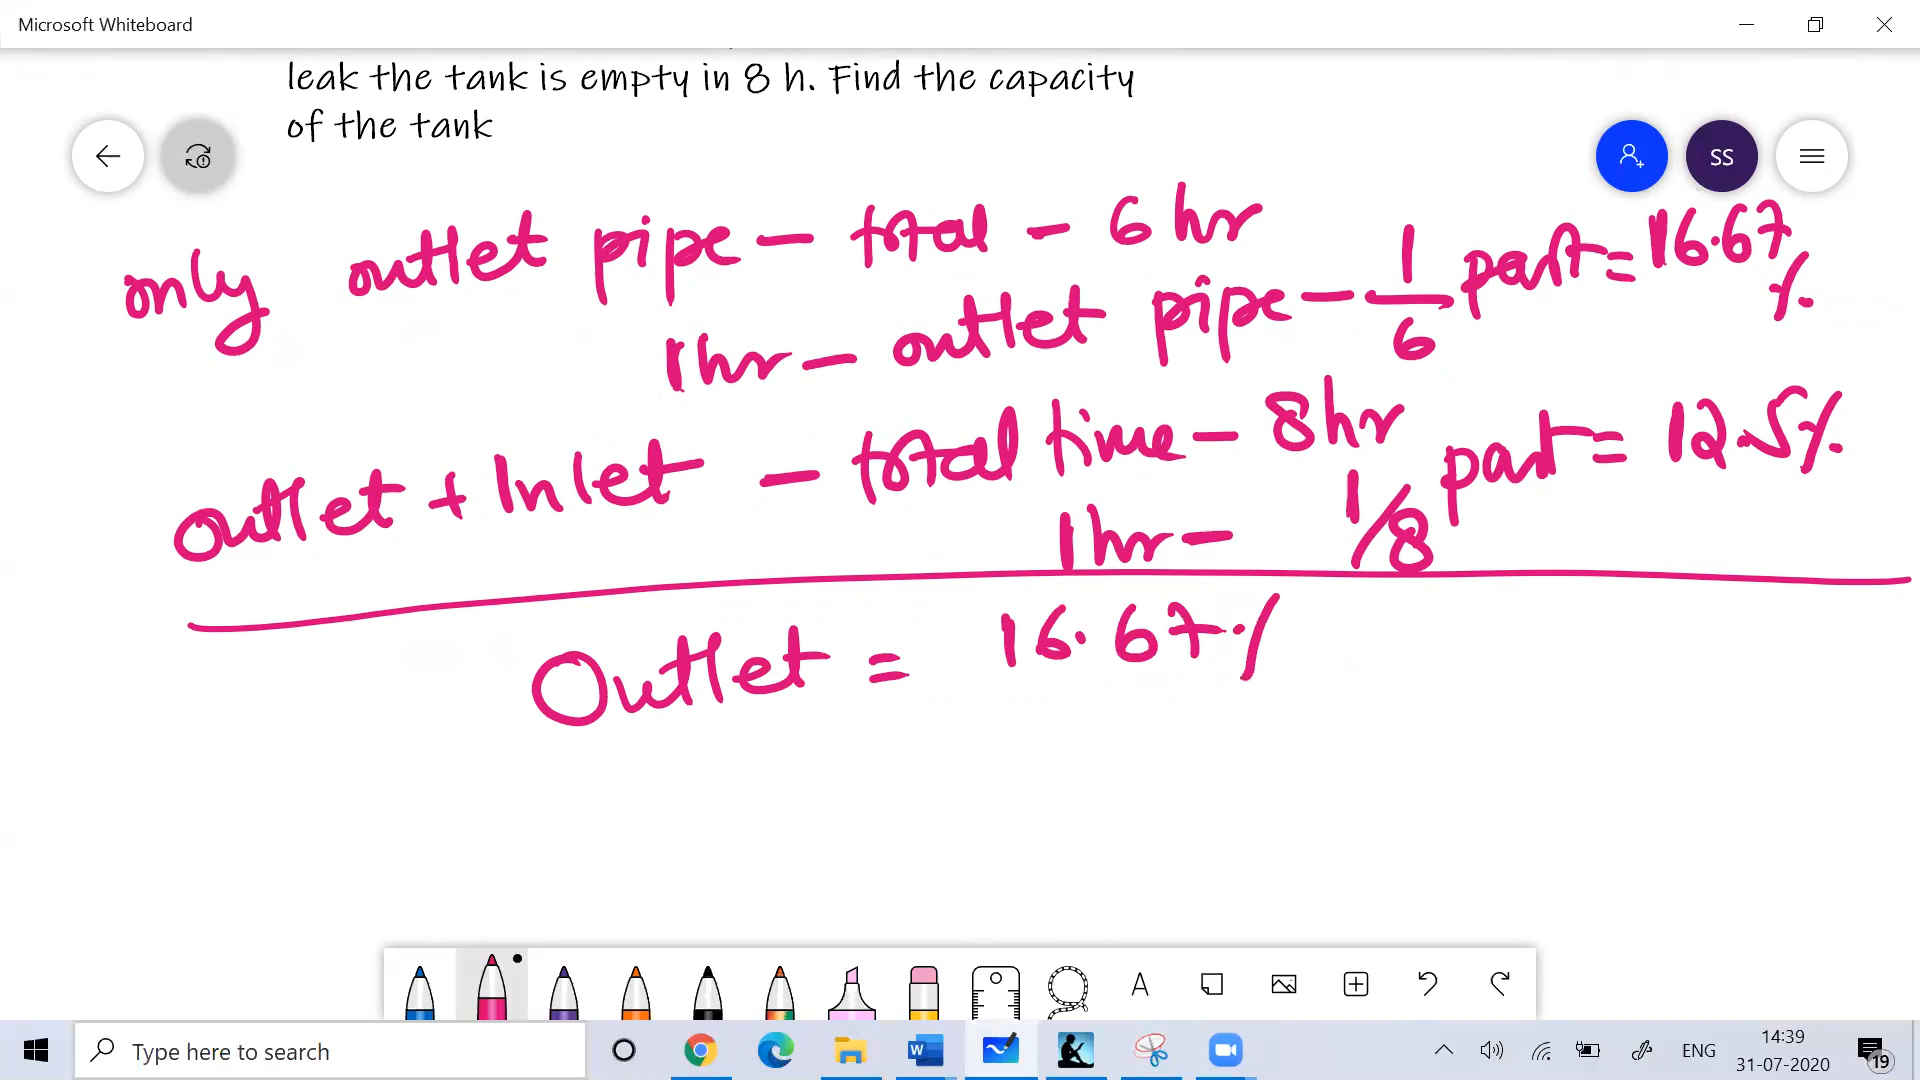 Microsoft Whiteboard
leak the tank is empty in 8 h. Find the capacity
of the tank
SS
only outlet pipe - total - 6 hr
1hr - outlet pipe - 1/6 part = 16.67 %
outlet + Inlet - total time - 8hr
1hr - 1/8 part = 12.5%
Outlet = 16.67 %
A
Type here to search
W
ENG
14:39
31-07-2020
19